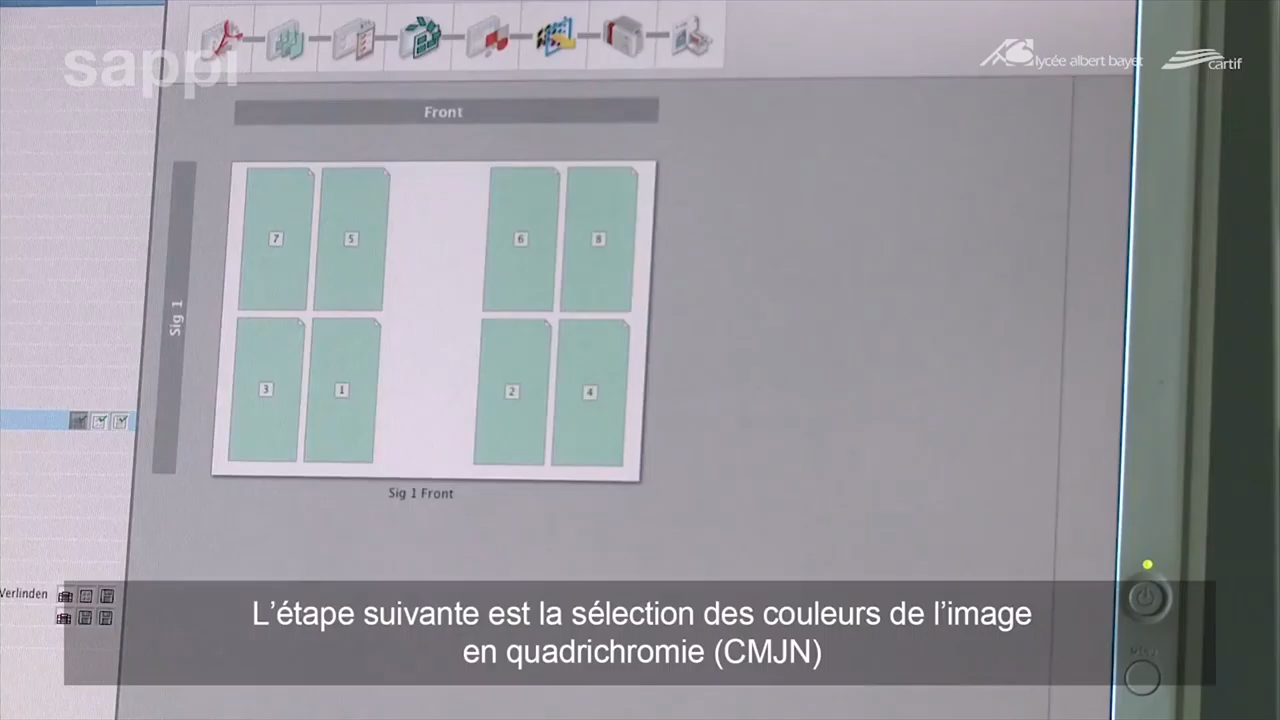 sappi
lycée albert bayet
cartif
Front
7
5
6
8
Sig 1
3
1
2
4
Sig 1 Front
Verlinden
L’étape suivante est la sélection des couleurs de l’image
en quadrichromie (CMJN)